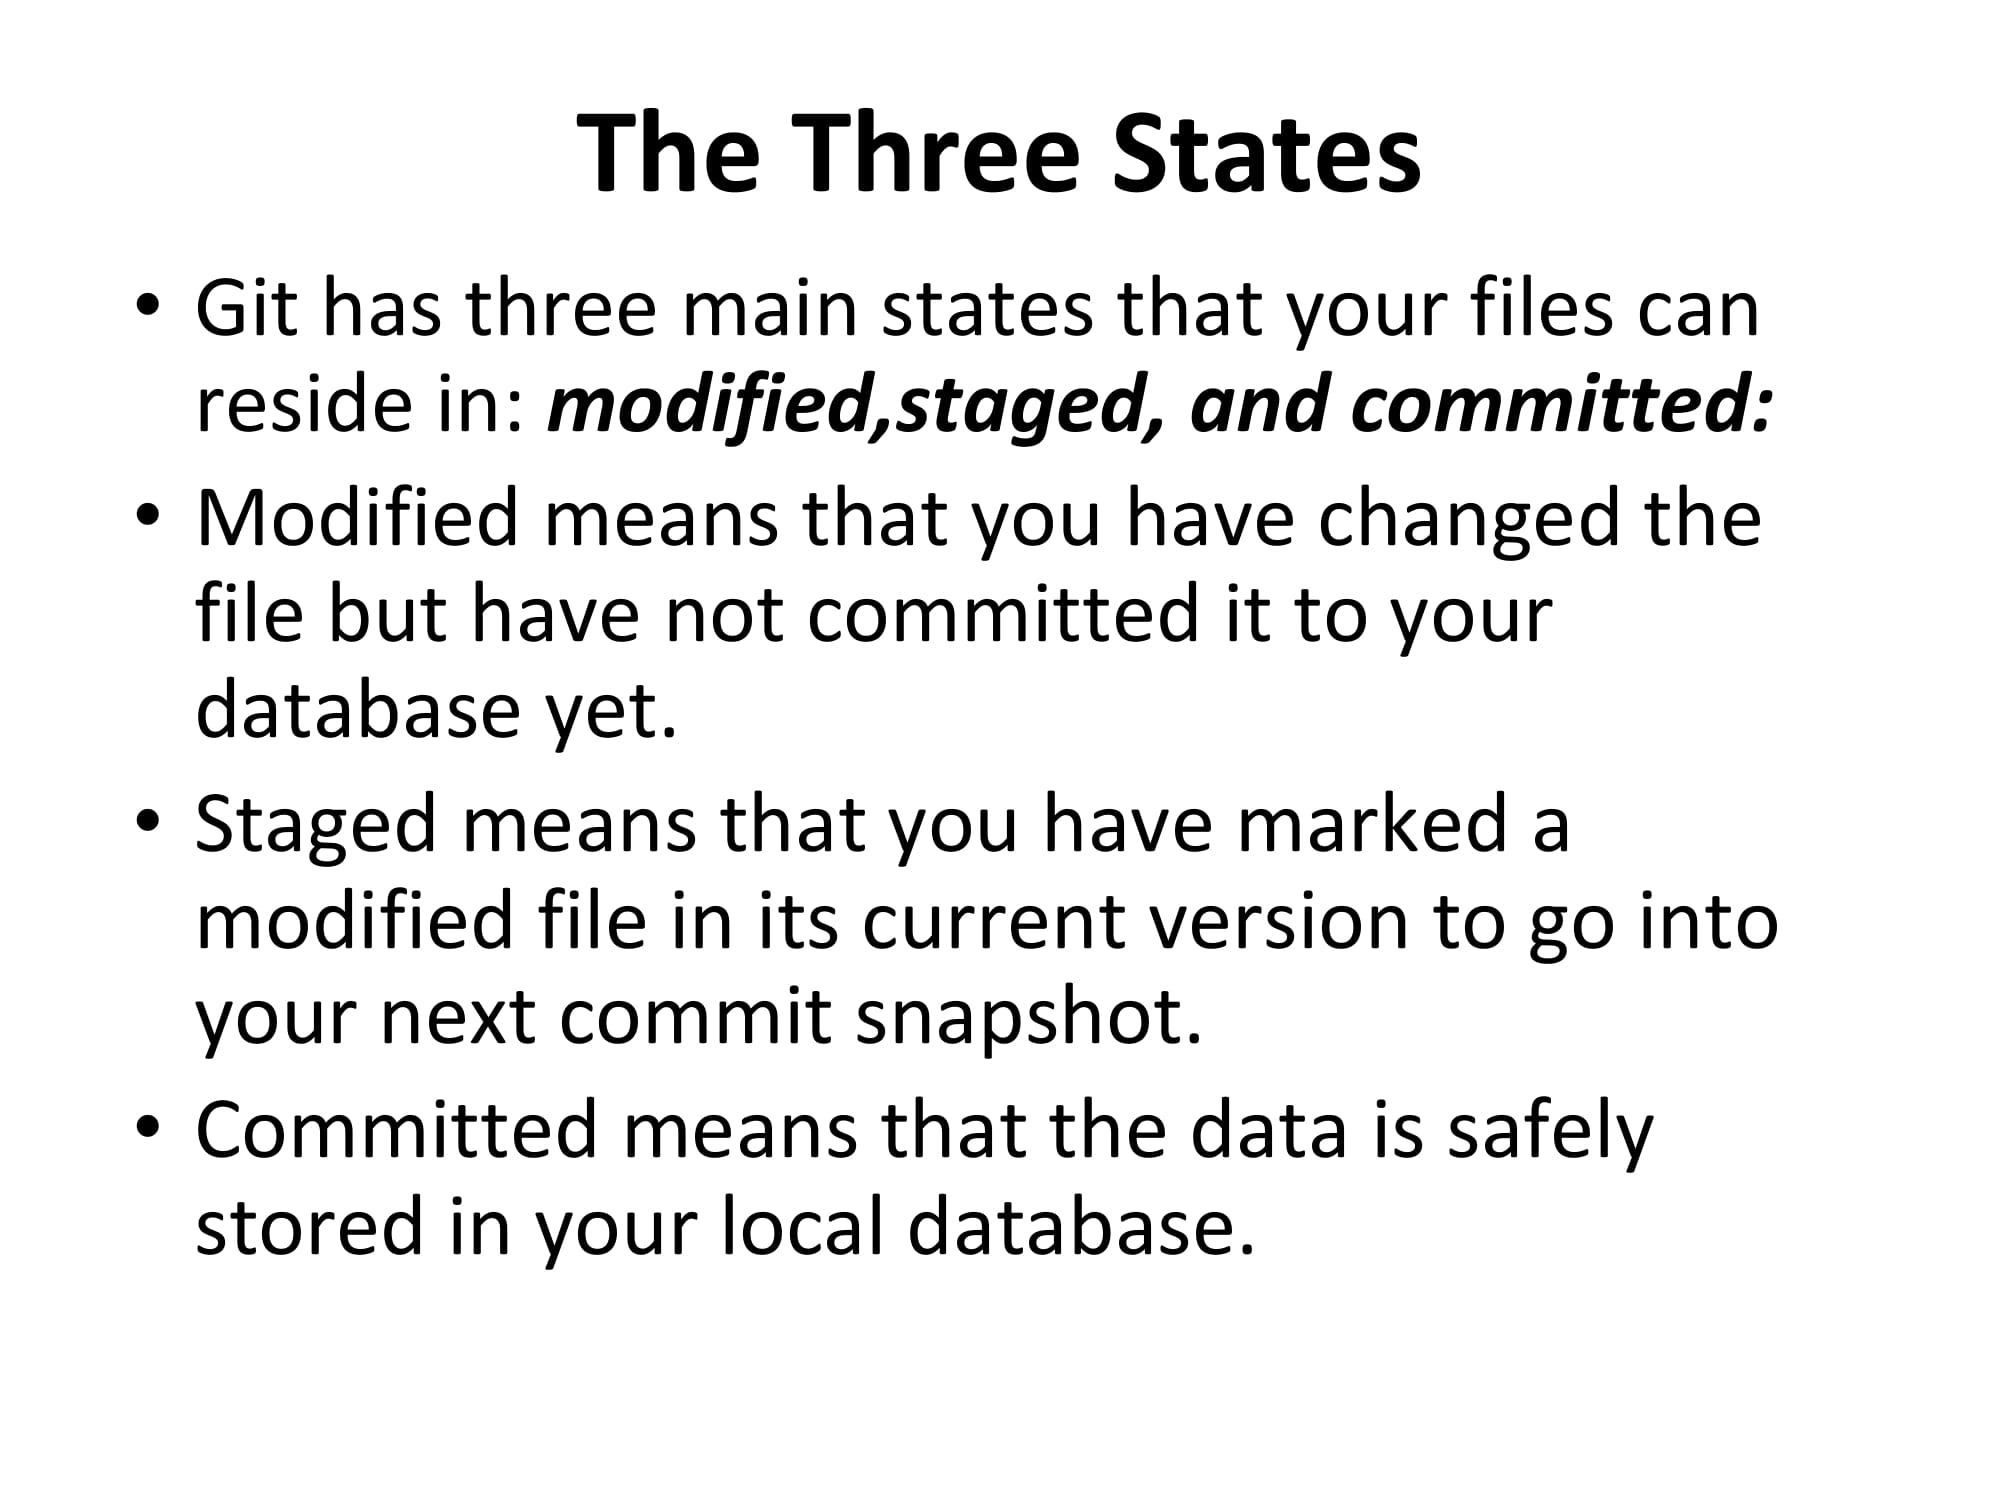 The Three States
• Git has three main states that your files can
reside in: modified,staged, and committed:
• Modified means that you have changed the
file but have not committed it to your
database yet.
• Staged means that you have marked a
modified file in its current version to go into
your next commit snapshot.
• Committed means that the data is safely
stored in your local database.